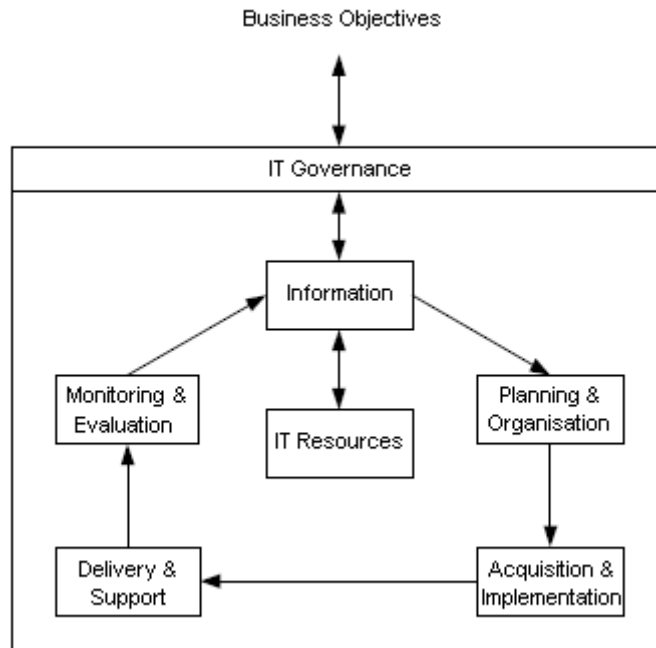 Business Objectives
IT Governance
Information
Monitoring &
Evaluation
IT Resources
Planning &
Organisation
Delivery &
Support
Acquisition &
Implementation